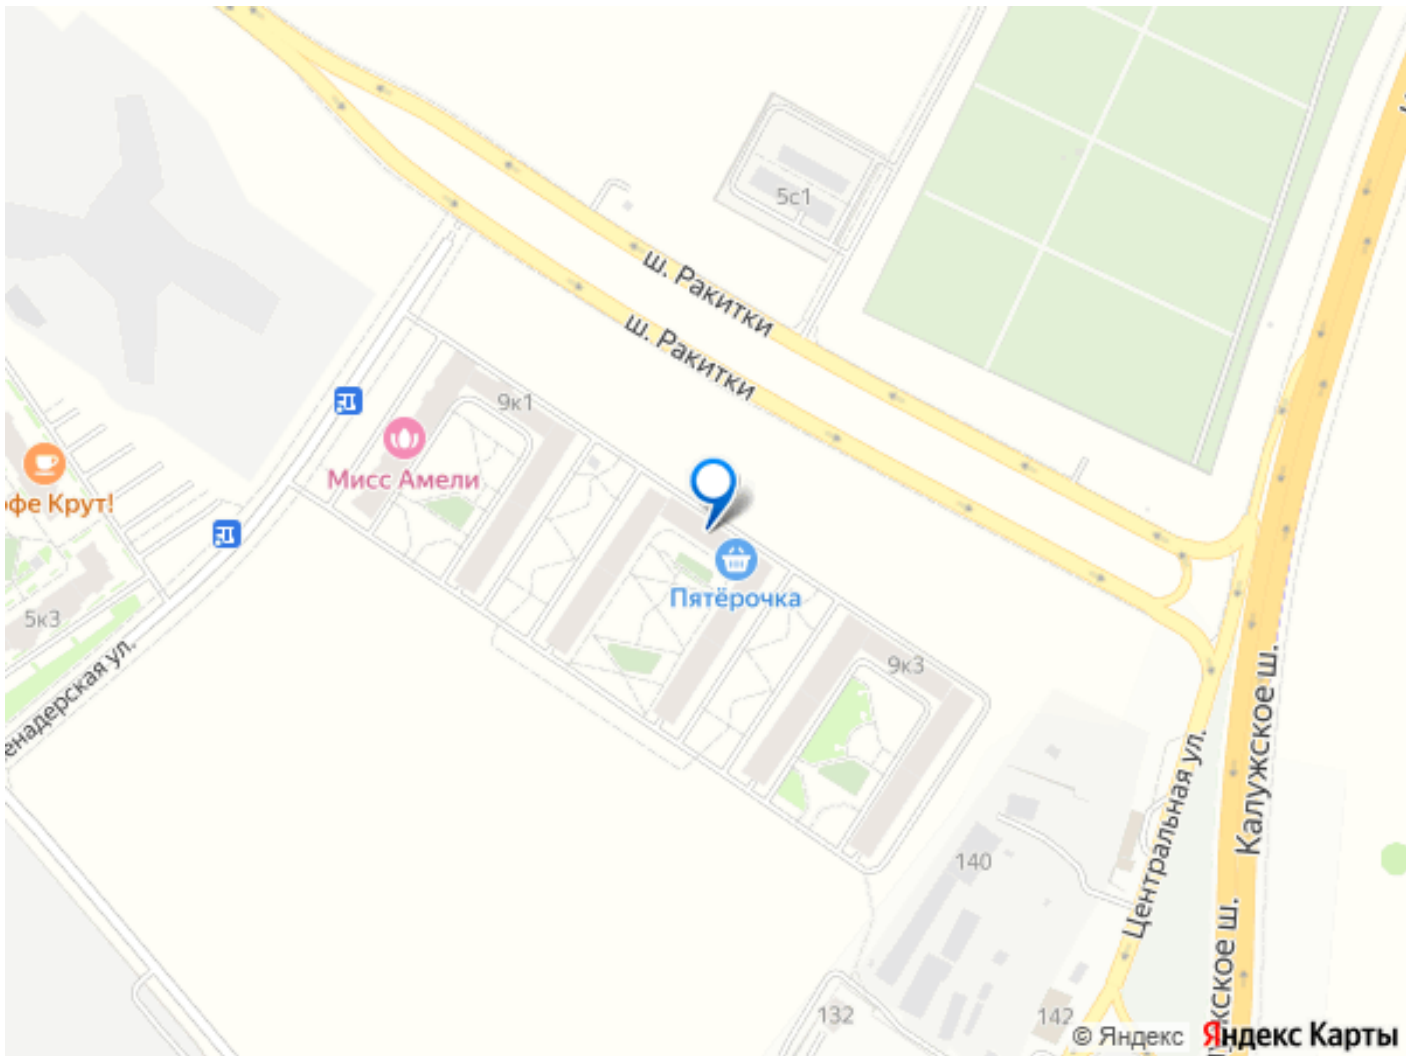 5с1
ш. Ракитки
ш. Ракитки
9к1
Мисс Амели
фе Крут!
Пятёрочка
5к3
9к3
енадерская ул.
Калужское ш.
Центральная ул.
140
жское ш.
132
142
© Яндекс
Яндекс Карты